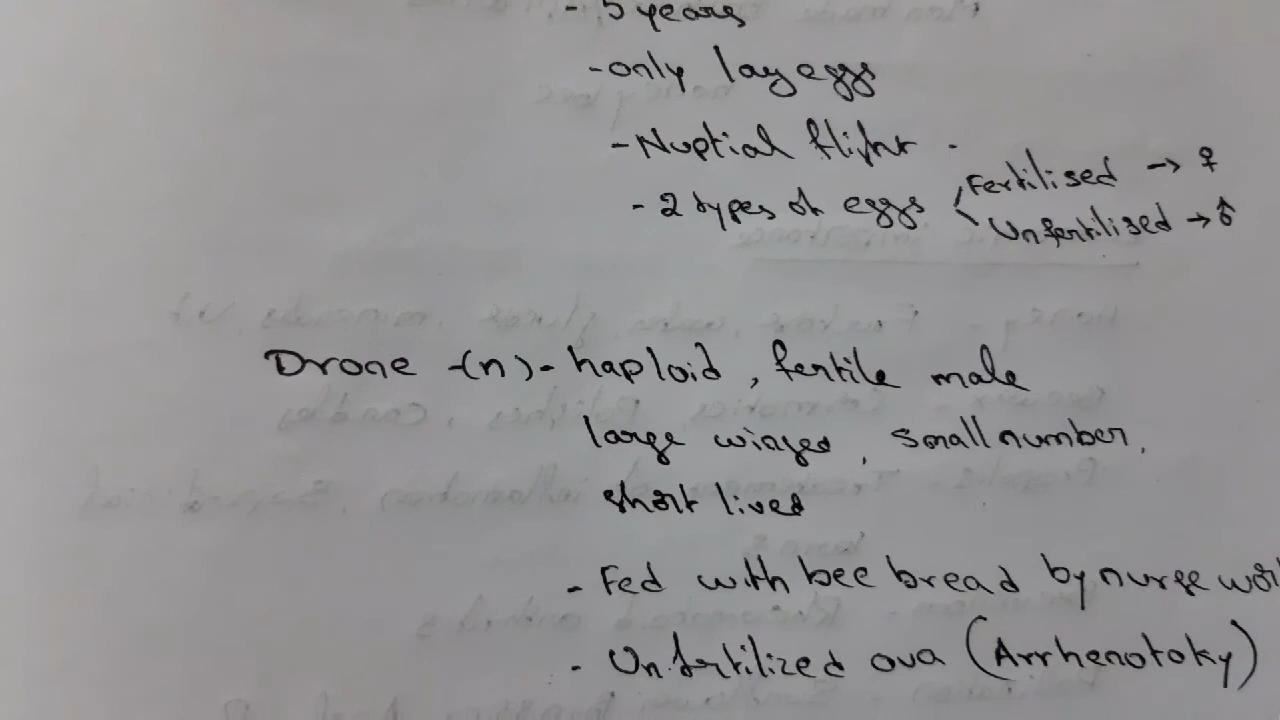 - 5 years
- only lay eggs
- Nuptial flight -
- 2 types of eggs Fertilised → ♀
Unfertilised → ♂
Drone -(n)- haploid, fertile male
large winged, small number,
short lived
- Fed with bee bread by nurse
- Unfertilized ova (Arrhenotoky)